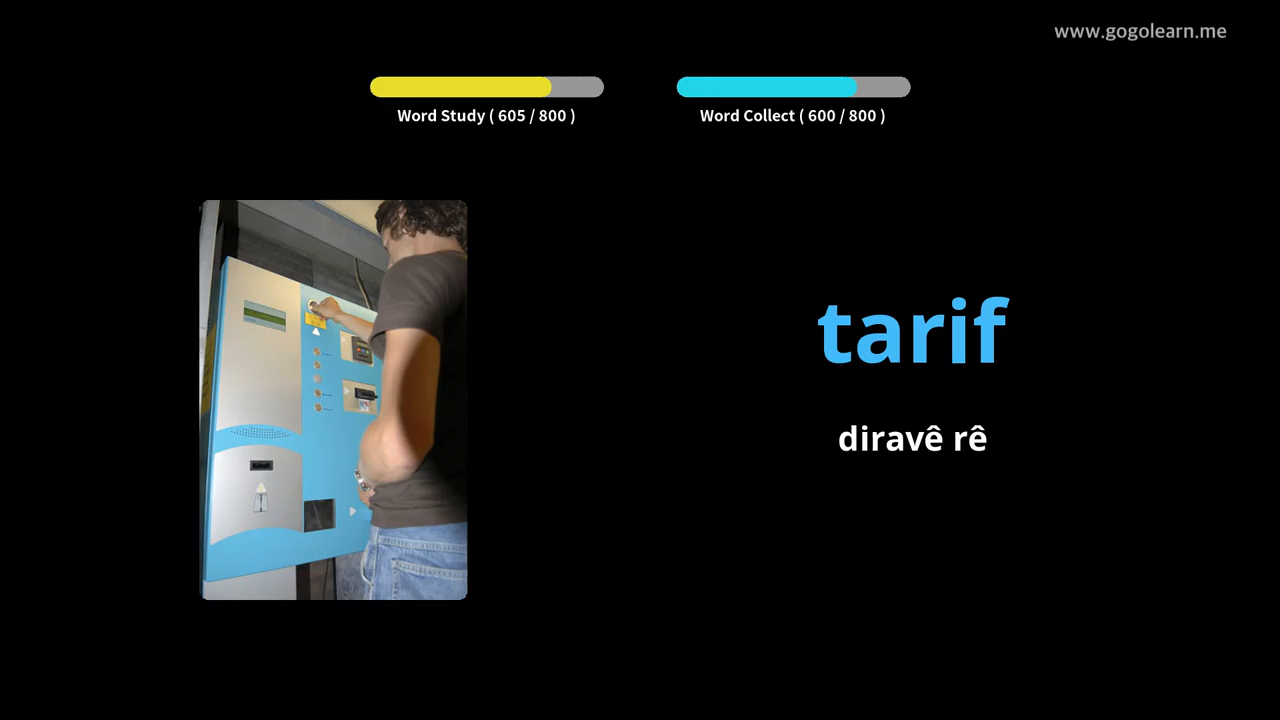 www.gogolearn.me
Word Study ( 605 / 800 )
Word Collect ( 600 / 800 )
tarif
diravê rê